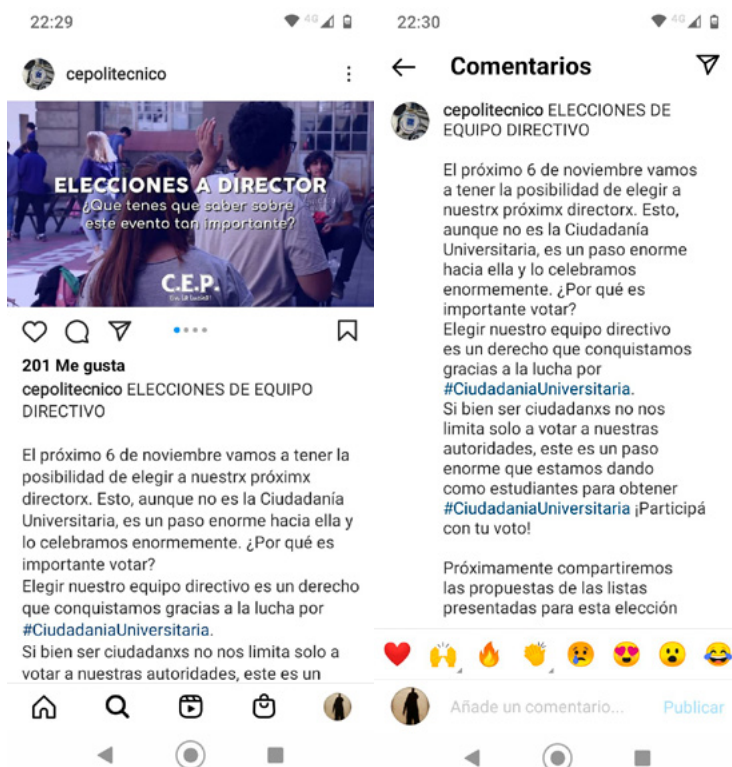 22:29
4G
cepolitecnico
ELECCIONES A DIRECTOR
¿Que tenes que saber sobre
este evento tan importante?
C.E.P.
201 Me gusta
cepolitecnico ELECCIONES DE EQUIPO
DIRECTIVO
El próximo 6 de noviembre vamos a tener la
posibilidad de elegir a nuestrx próximx
directorx. Esto, aunque no es la Ciudadanía
Universitaria, es un paso enorme hacia ella y
lo celebramos enormemente. ¿Por qué es
importante votar?
Elegir nuestro equipo directivo es un derecho
que conquistamos gracias a la lucha por
#CiudadaniaUniversitaria.
Si bien ser ciudadanxs no nos limita solo a
votar a nuestras autoridades, este es un
22:30
4G
Comentarios
cepolitecnico ELECCIONES DE
EQUIPO DIRECTIVO
El próximo 6 de noviembre vamos
a tener la posibilidad de elegir a
nuestrx próximx directorx. Esto,
aunque no es la Ciudadanía
Universitaria, es un paso enorme
hacia ella y lo celebramos
enormemente. ¿Por qué es
importante votar?
Elegir nuestro equipo directivo
es un derecho que conquistamos
gracias a la lucha por
#CiudadaniaUniversitaria.
Si bien ser ciudadanxs no nos
limita solo a votar a nuestras
autoridades, este es un paso
enorme que estamos dando
como estudiantes para obtener
#CiudadaniaUniversitaria ¡Participá
con tu voto!
Próximamente compartiremos
las propuestas de las listas
presentadas para esta elección
Añade un comentario...
Publicar